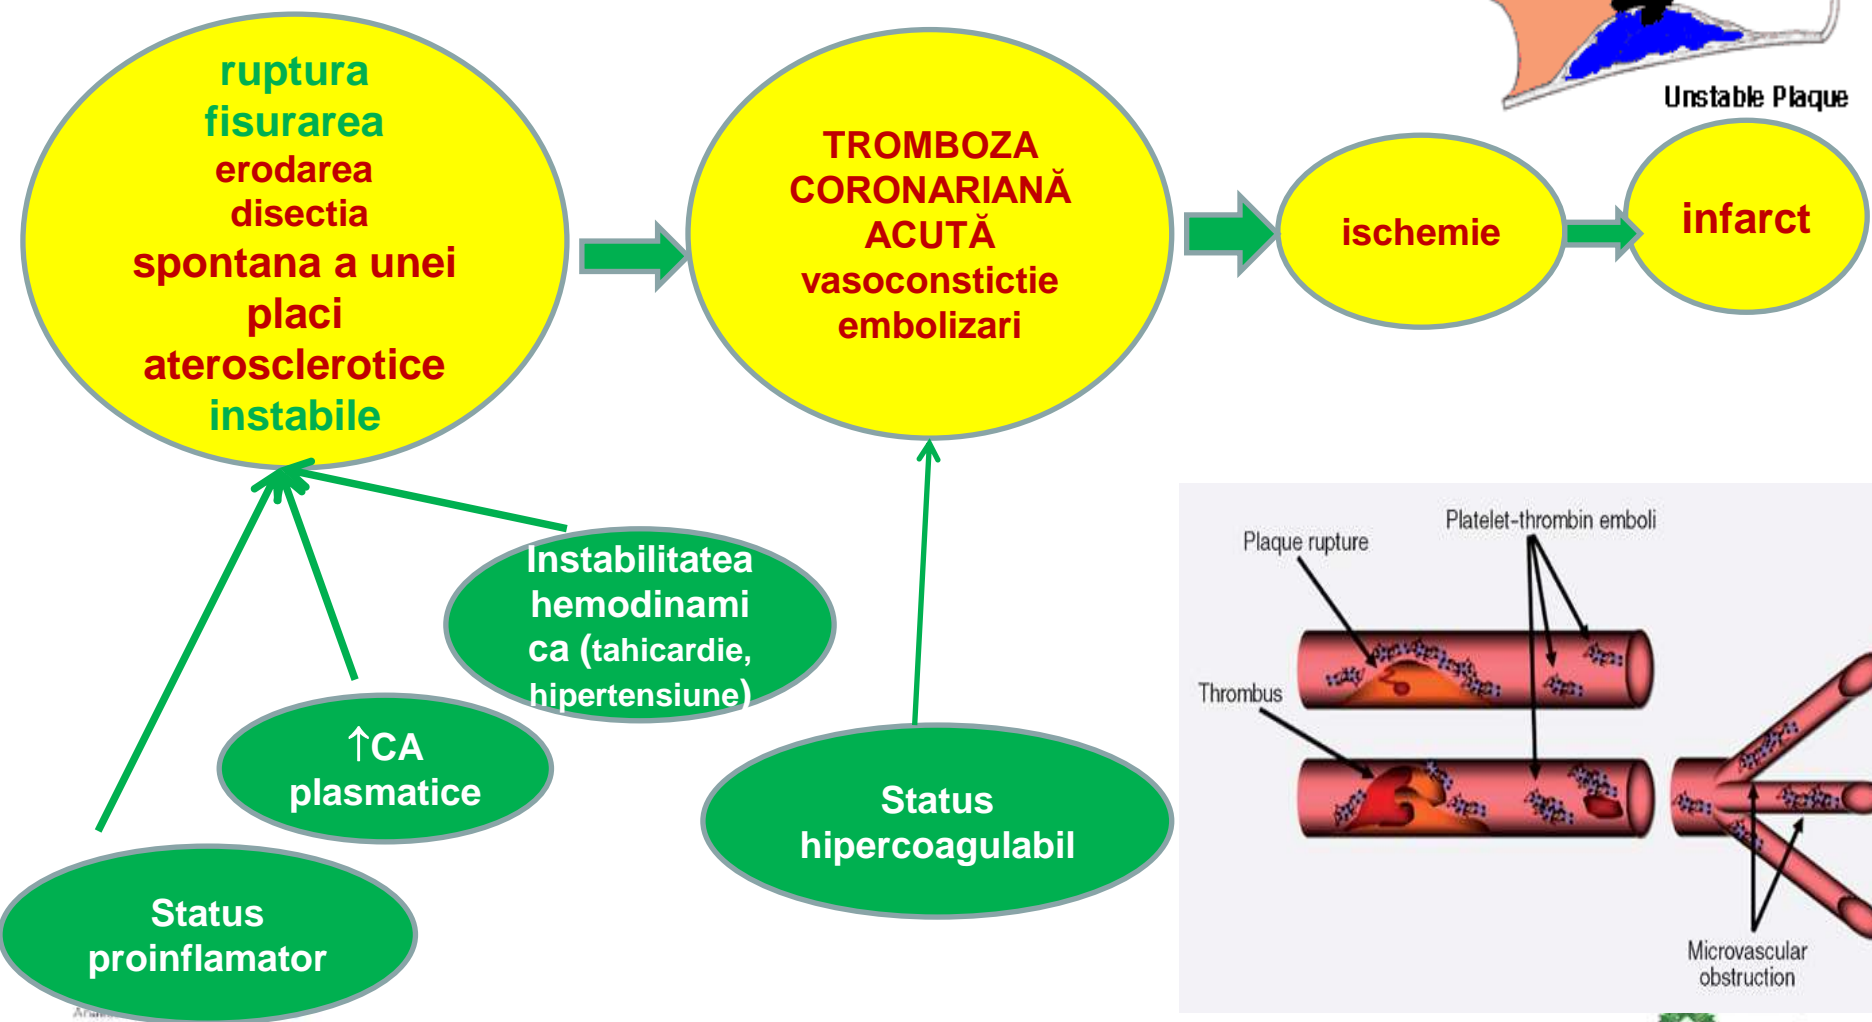 Unstable Plaque
ruptura
fisurarea
erodarea
disectia
spontana a unei
placi
aterosclerotice
instabile
TROMBOZA
CORONARIANĂ
ACUTĂ
vasoconstictie
embolizari
ischemie
infarct
Instabilitatea
hemodinami
ca (tahicardie,
hipertensiune)
↑CA
plasmatice
Status
proinflamator
Status
hipercoagulabil
Platelet-thrombin emboli
Plaque rupture
Thrombus
Microvascular
obstruction